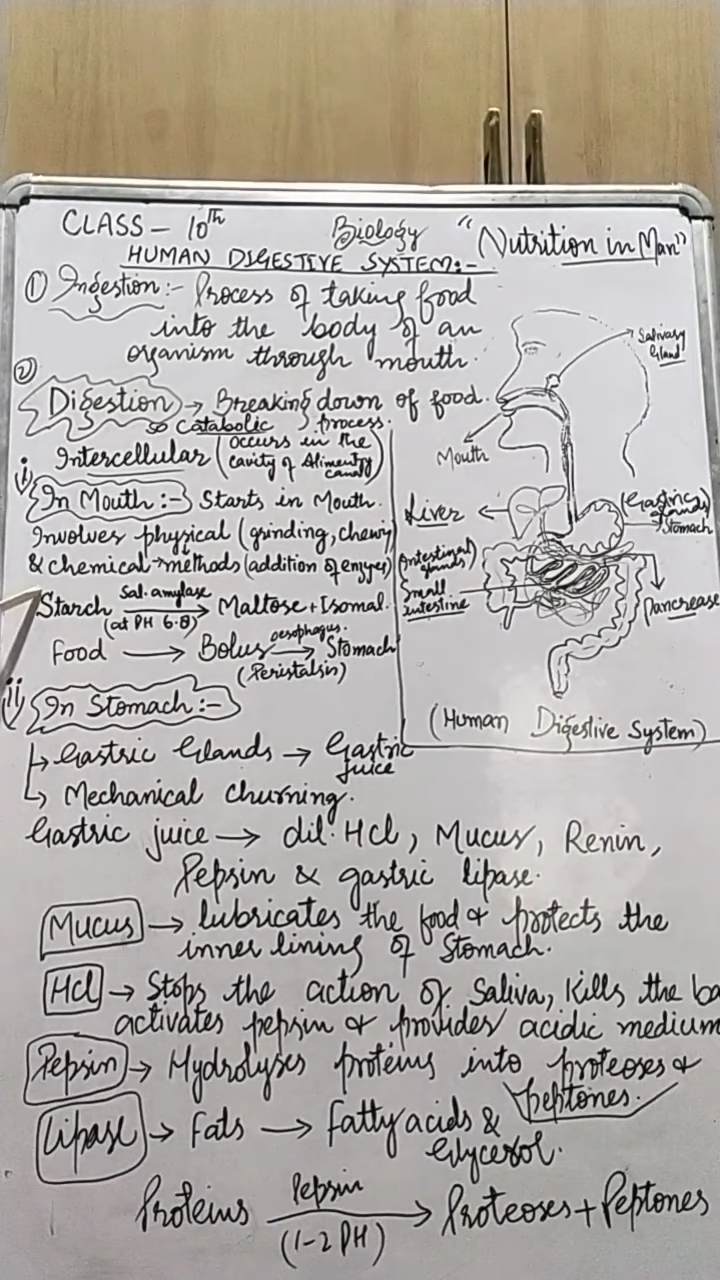 CLASS - 10th Biology "Nutrition in Man"
HUMAN DIGESTIVE SYSTEM:-
① Ingestion:- Process of taking food
into the body of an
organism through mouth.
② Digestion → Breaking down of food.
Catabolic process.
Intercellular (occurs in the
cavity of Alimentry
canal)
i) In Mouth:- Starts in Mouth.
Involves physical (grinding, chewing)
& chemical methods (addition of enzymes)
Starch Sal. amylase (at PH 6.8) → Maltose + Isomal.
Food → Bolus oesophagus. → Stomach
(Peristalsis)
Salivary
Gland
Mouth
Liver
(Gastric
glands)
Stomach
(Intestinal
glands)
Small
intestine
Pancrease
(Human Digestive System)
ii) In Stomach:-
↳ Gastric Glands → Gastric
Juice
↳ Mechanical churning.
Gastric juice → dil. Hcl, Mucus, Renin,
Pepsin & gastric lipase.
Mucus → lubricates the food & protects the
inner lining of Stomach.
Hcl → Stops the action of Saliva, Kills the ba
activates pepsin & provides acidic medium
Pepsin → Hydrolyses proteins into proteoses &
peptones.
Lipase → Fats → Fatty acids &
Glycerol.
Proteins Pepsin (1-2 PH) → Proteoses + Peptones